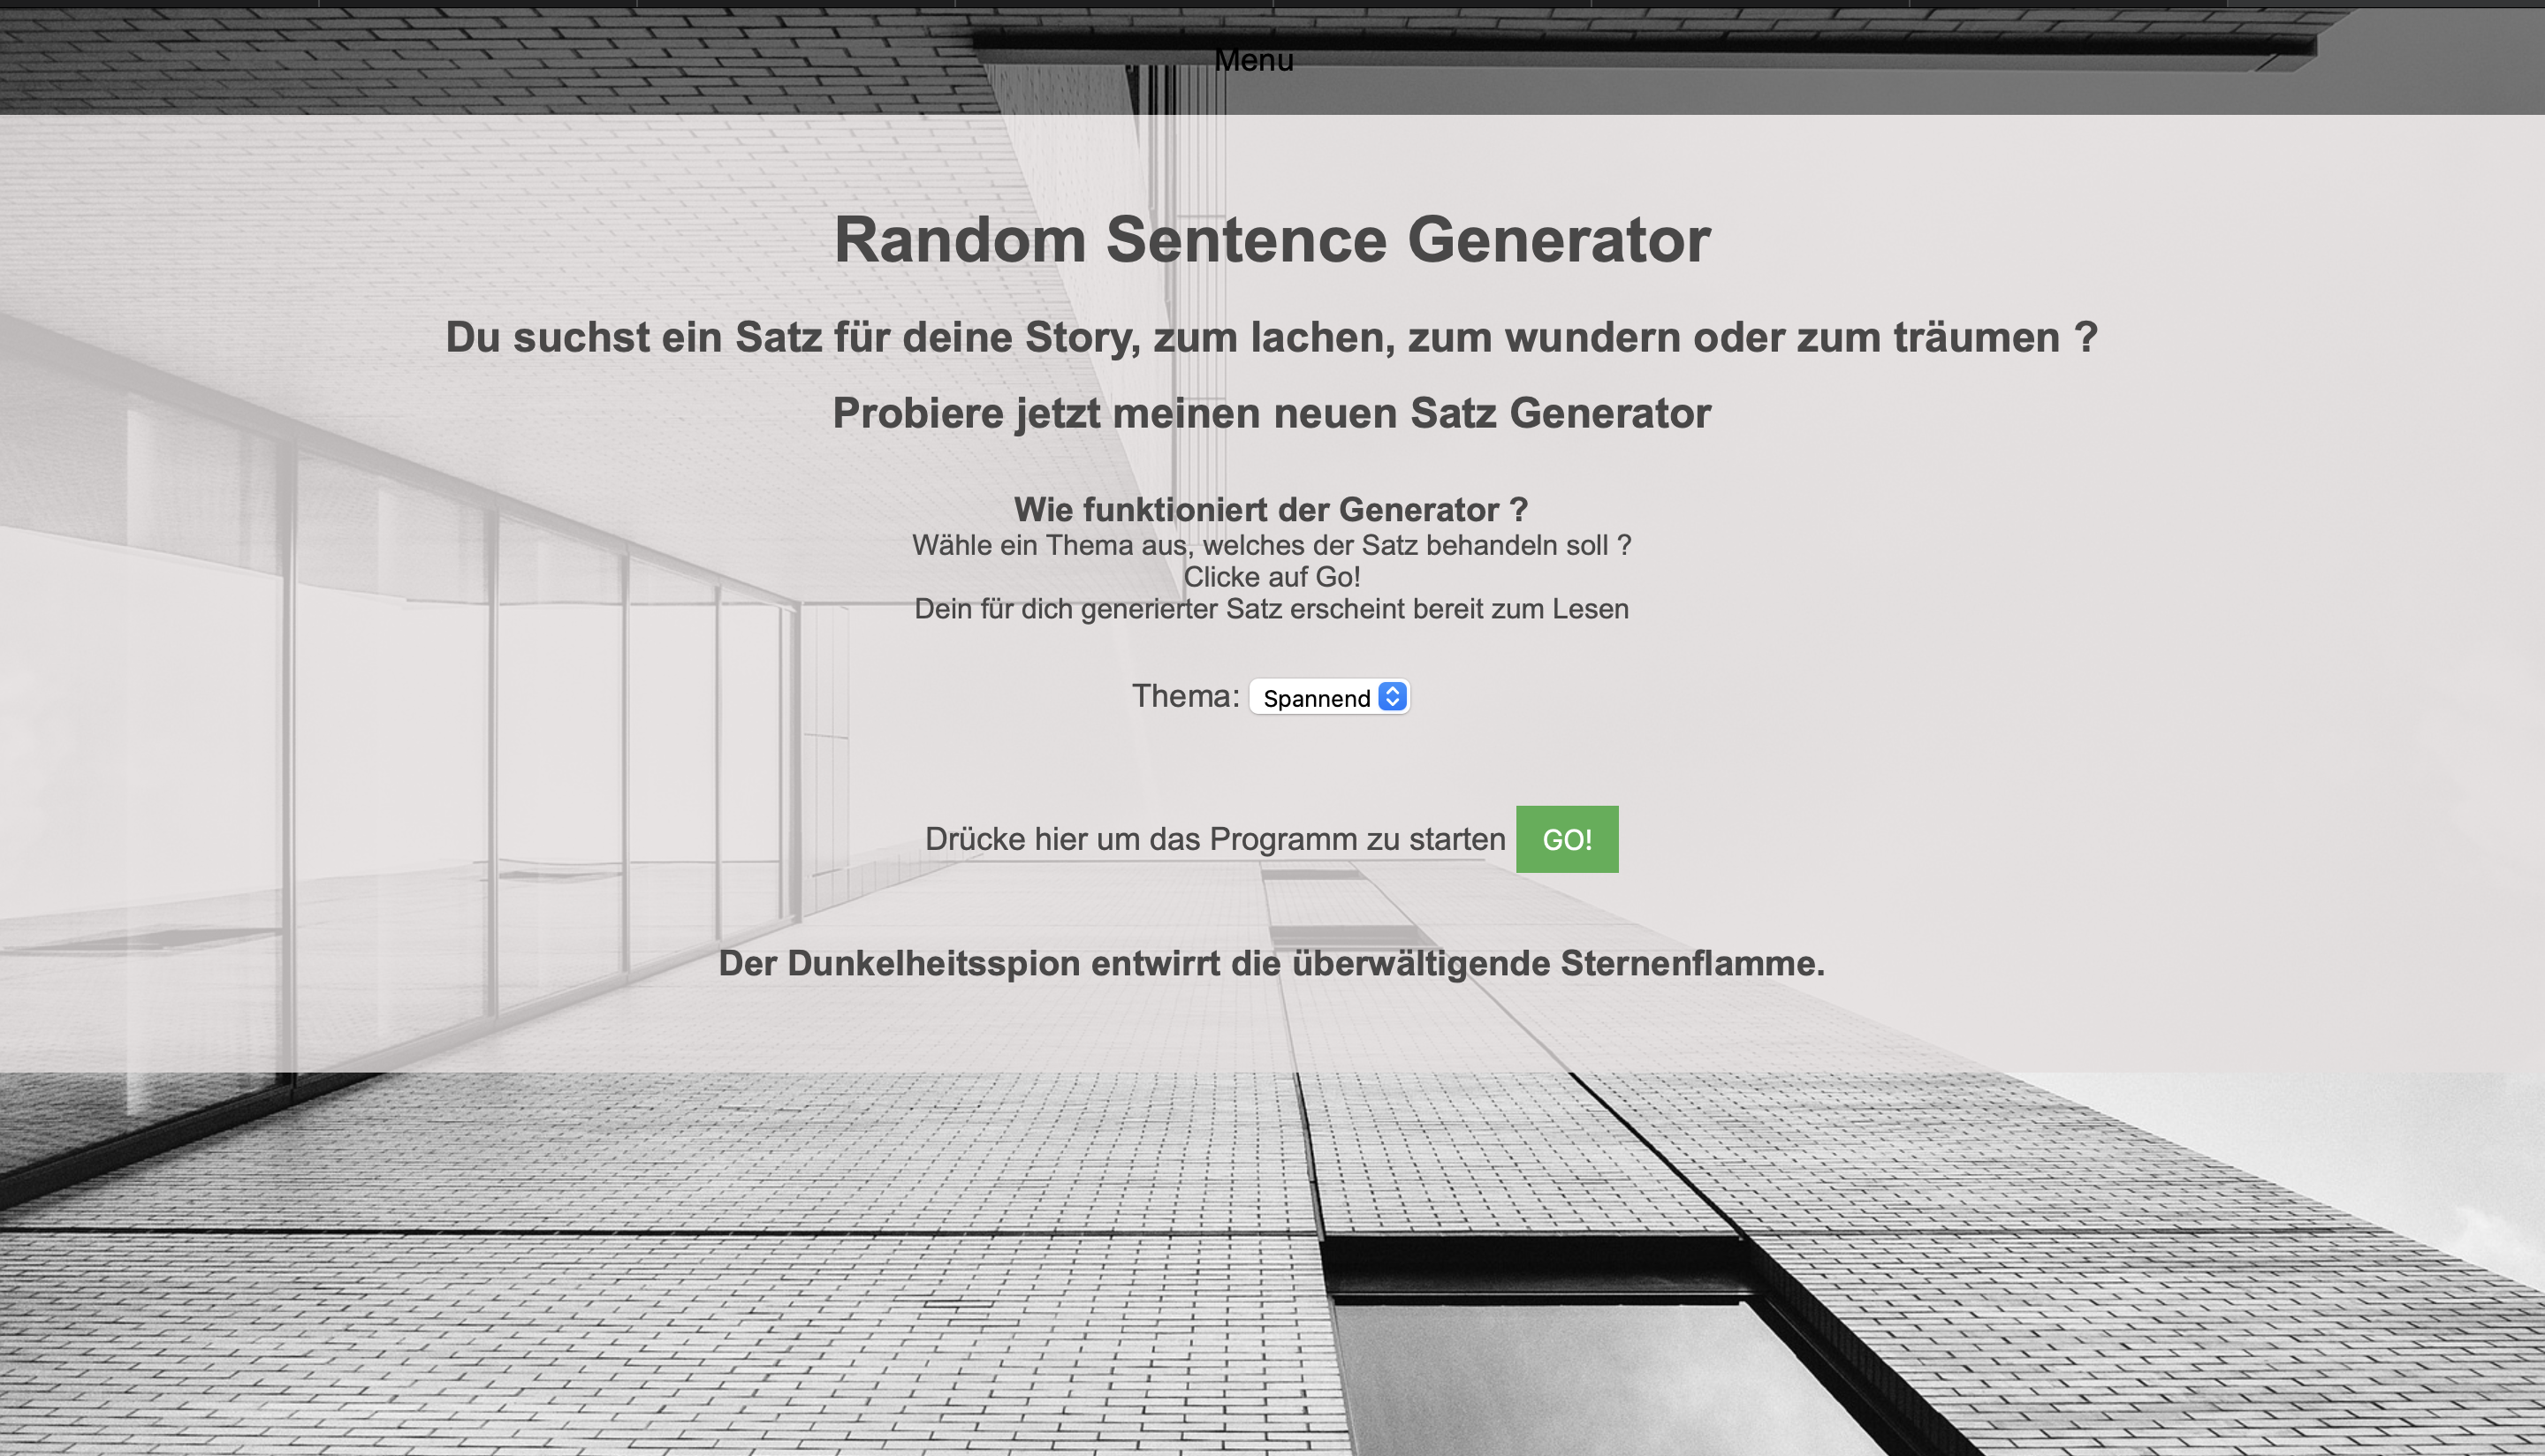 Menu
Random Sentence Generator
Du suchst ein Satz für deine Story, zum lachen, zum wundern oder zum träumen ?
Probiere jetzt meinen neuen Satz Generator
Wie funktioniert der Generator ?
Wähle ein Thema aus, welches der Satz behandeln soll ?
Clicke auf Go!
Dein für dich generierter Satz erscheint bereit zum Lesen
Thema: Spannend
Drücke hier um das Programm zu starten GO!
Der Dunkelheitsspion entwirrt die überwältigende Sternenflamme.